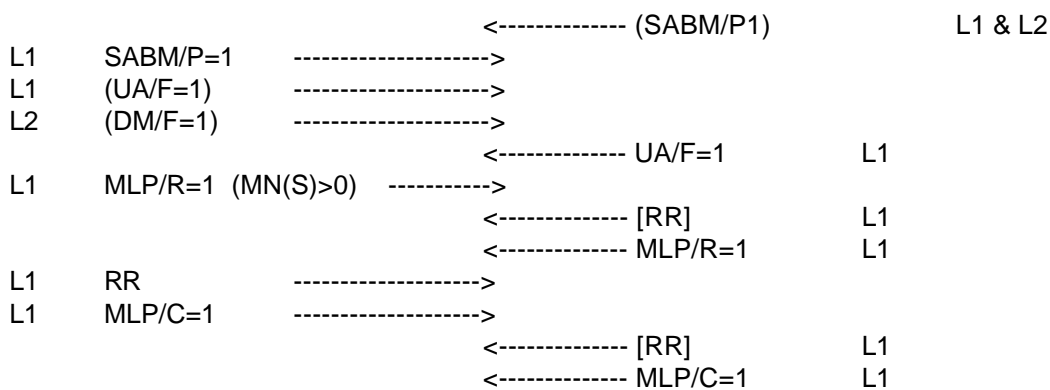 <-------------- (SABM/P1) L1 & L2
L1 SABM/P=1 ---------------------->
L1 (UA/F=1) ---------------------->
L2 (DM/F=1) ---------------------->
<-------------- UA/F=1 L1
L1 MLP/R=1 (MN(S)>0) ----------->
<-------------- [RR] L1
<-------------- MLP/R=1 L1
L1 RR --------------------->
L1 MLP/C=1 --------------------->
<-------------- [RR] L1
<-------------- MLP/C=1 L1